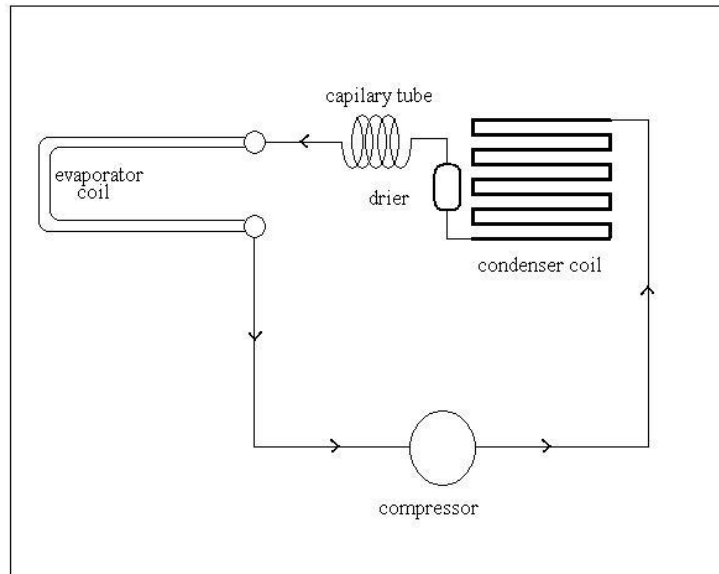 capilary tube
evaporator
coil
drier
condenser coil
compressor